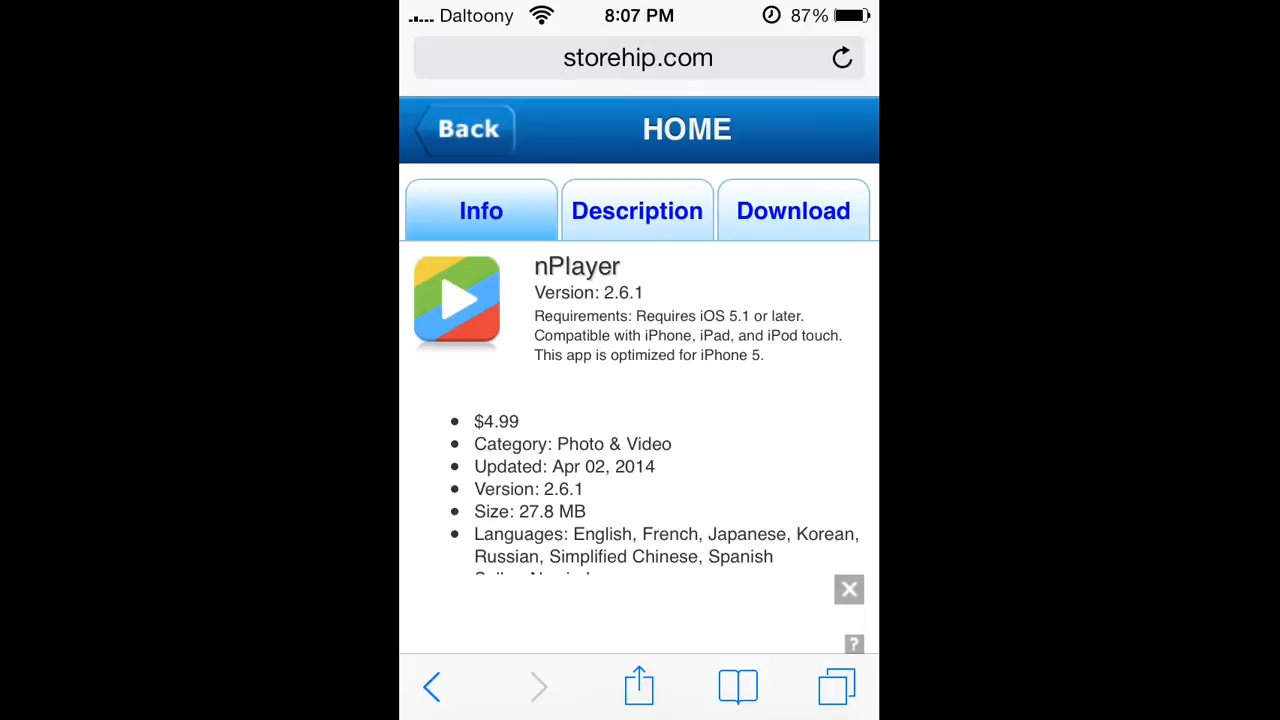 Daltoony 8:07 PM 87%
storehip.com
Back HOME
Info Description Download
nPlayer
Version: 2.6.1
Requirements: Requires iOS 5.1 or later.
Compatible with iPhone, iPad, and iPod touch.
This app is optimized for iPhone 5.
• $4.99
• Category: Photo & Video
• Updated: Apr 02, 2014
• Version: 2.6.1
• Size: 27.8 MB
• Languages: English, French, Japanese, Korean,
Russian, Simplified Chinese, Spanish
?